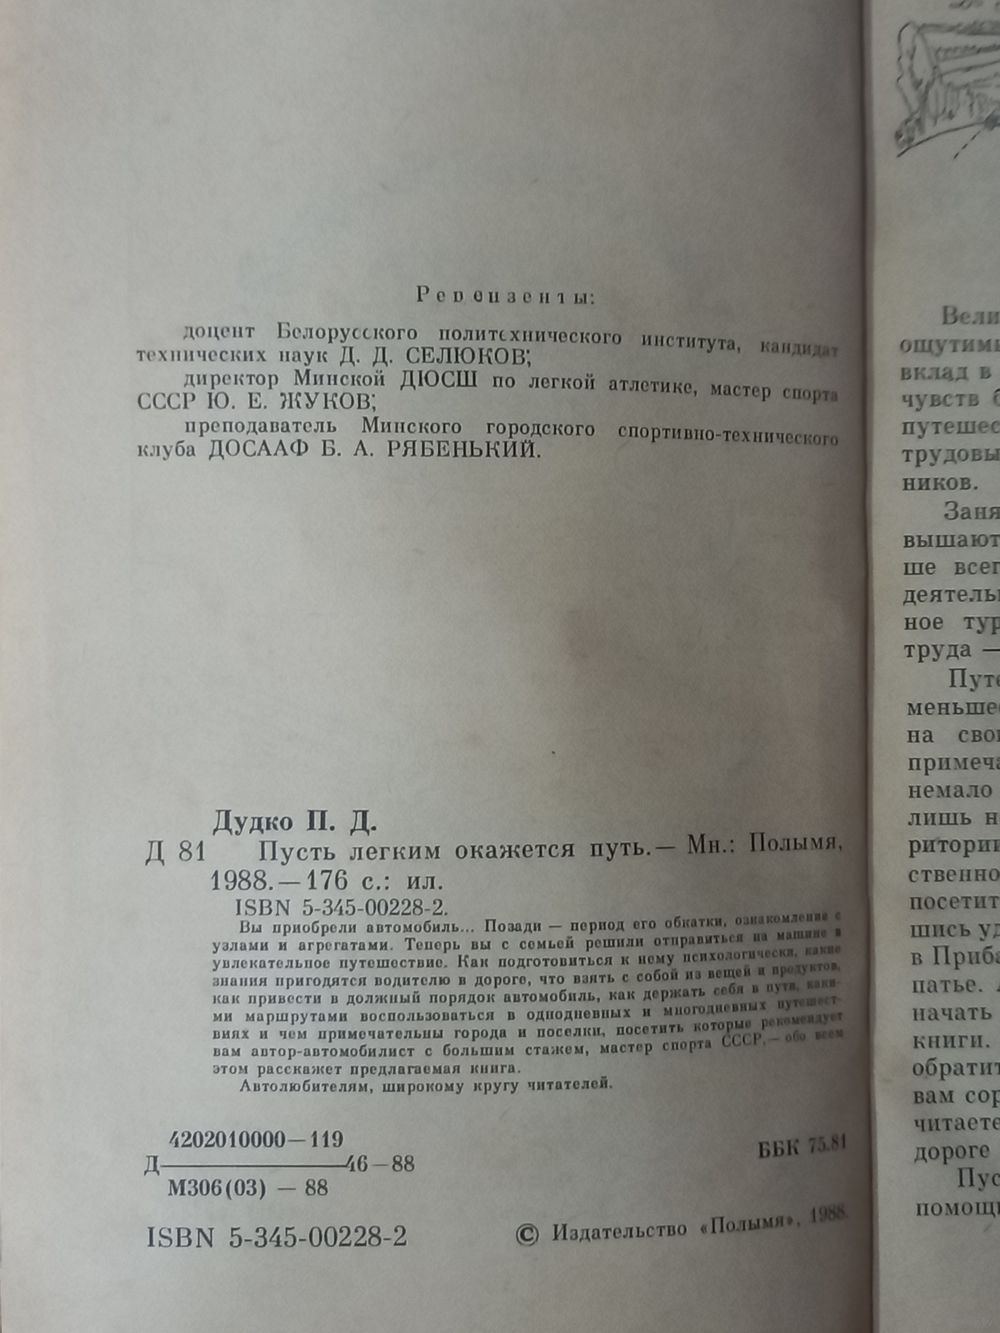 Рецензенты:
доцент Белорусского политехнического института, кандидат
технических наук Д. Д. СЕЛЮКОВ;
директор Минской ДЮСШ по легкой атлетике, мастер спорта
СССР Ю. Е. ЖУКОВ;
преподаватель Минского городского спортивно-технического
клуба ДОСААФ Б. А. РЯБЕНЬКИЙ.
Дудко П. Д.
Д 81 Пусть легким окажется путь.— Мн.: Полымя,
1988.—176 с.: ил.
ISBN 5-345-00228-2.
Вы приобрели автомобиль... Позади — период его обкатки, ознакомление с
узлами и агрегатами. Теперь вы с семьей решили отправиться на машине в
увлекательное путешествие. Как подготовиться к нему психологически, какие
знания пригодятся водителю в дороге, что взять с собой из вещей и продуктов,
как привести в должный порядок автомобиль, как держать себя в пути, каки-
ми маршрутами воспользоваться в однодневных и многодневных путешест-
виях и чем примечательны города и поселки, посетить которые рекомендует
вам автор-автомобилист с большим стажем, мастер спорта СССР,— обо всем
этом расскажет предлагаемая книга.
Автолюбителям, широкому кругу читателей.
4202010000—119
Д————46—88
М306(03) — 88
ББК 75.81
ISBN 5-345-00228-2
© Издательство «Полымя», 1988.
Вели
ощутими
вклад в
чувств б
путешес
трудовы
ников.
Заня
вышают
ше всег
деятельн
ное тур
труда —
Путе
меньшес
на свои
примеча
немало
лишь н
ритории
ственно
посетит
шись уд
в Приба
патье.
начать
книги.
обратит
вам сор
читаете
дороге
Пус
помощ